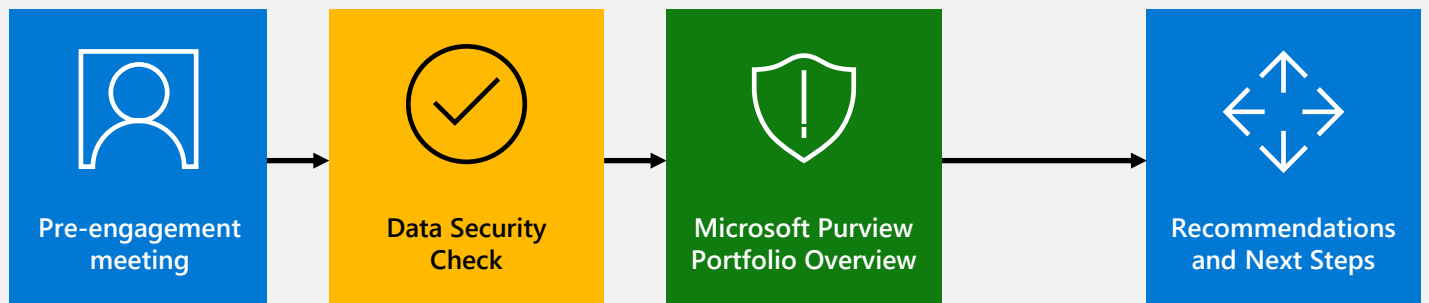 Pre-engagement
meeting
Data Security
Check
Microsoft Purview
Portfolio Overview
Recommendations
and Next Steps